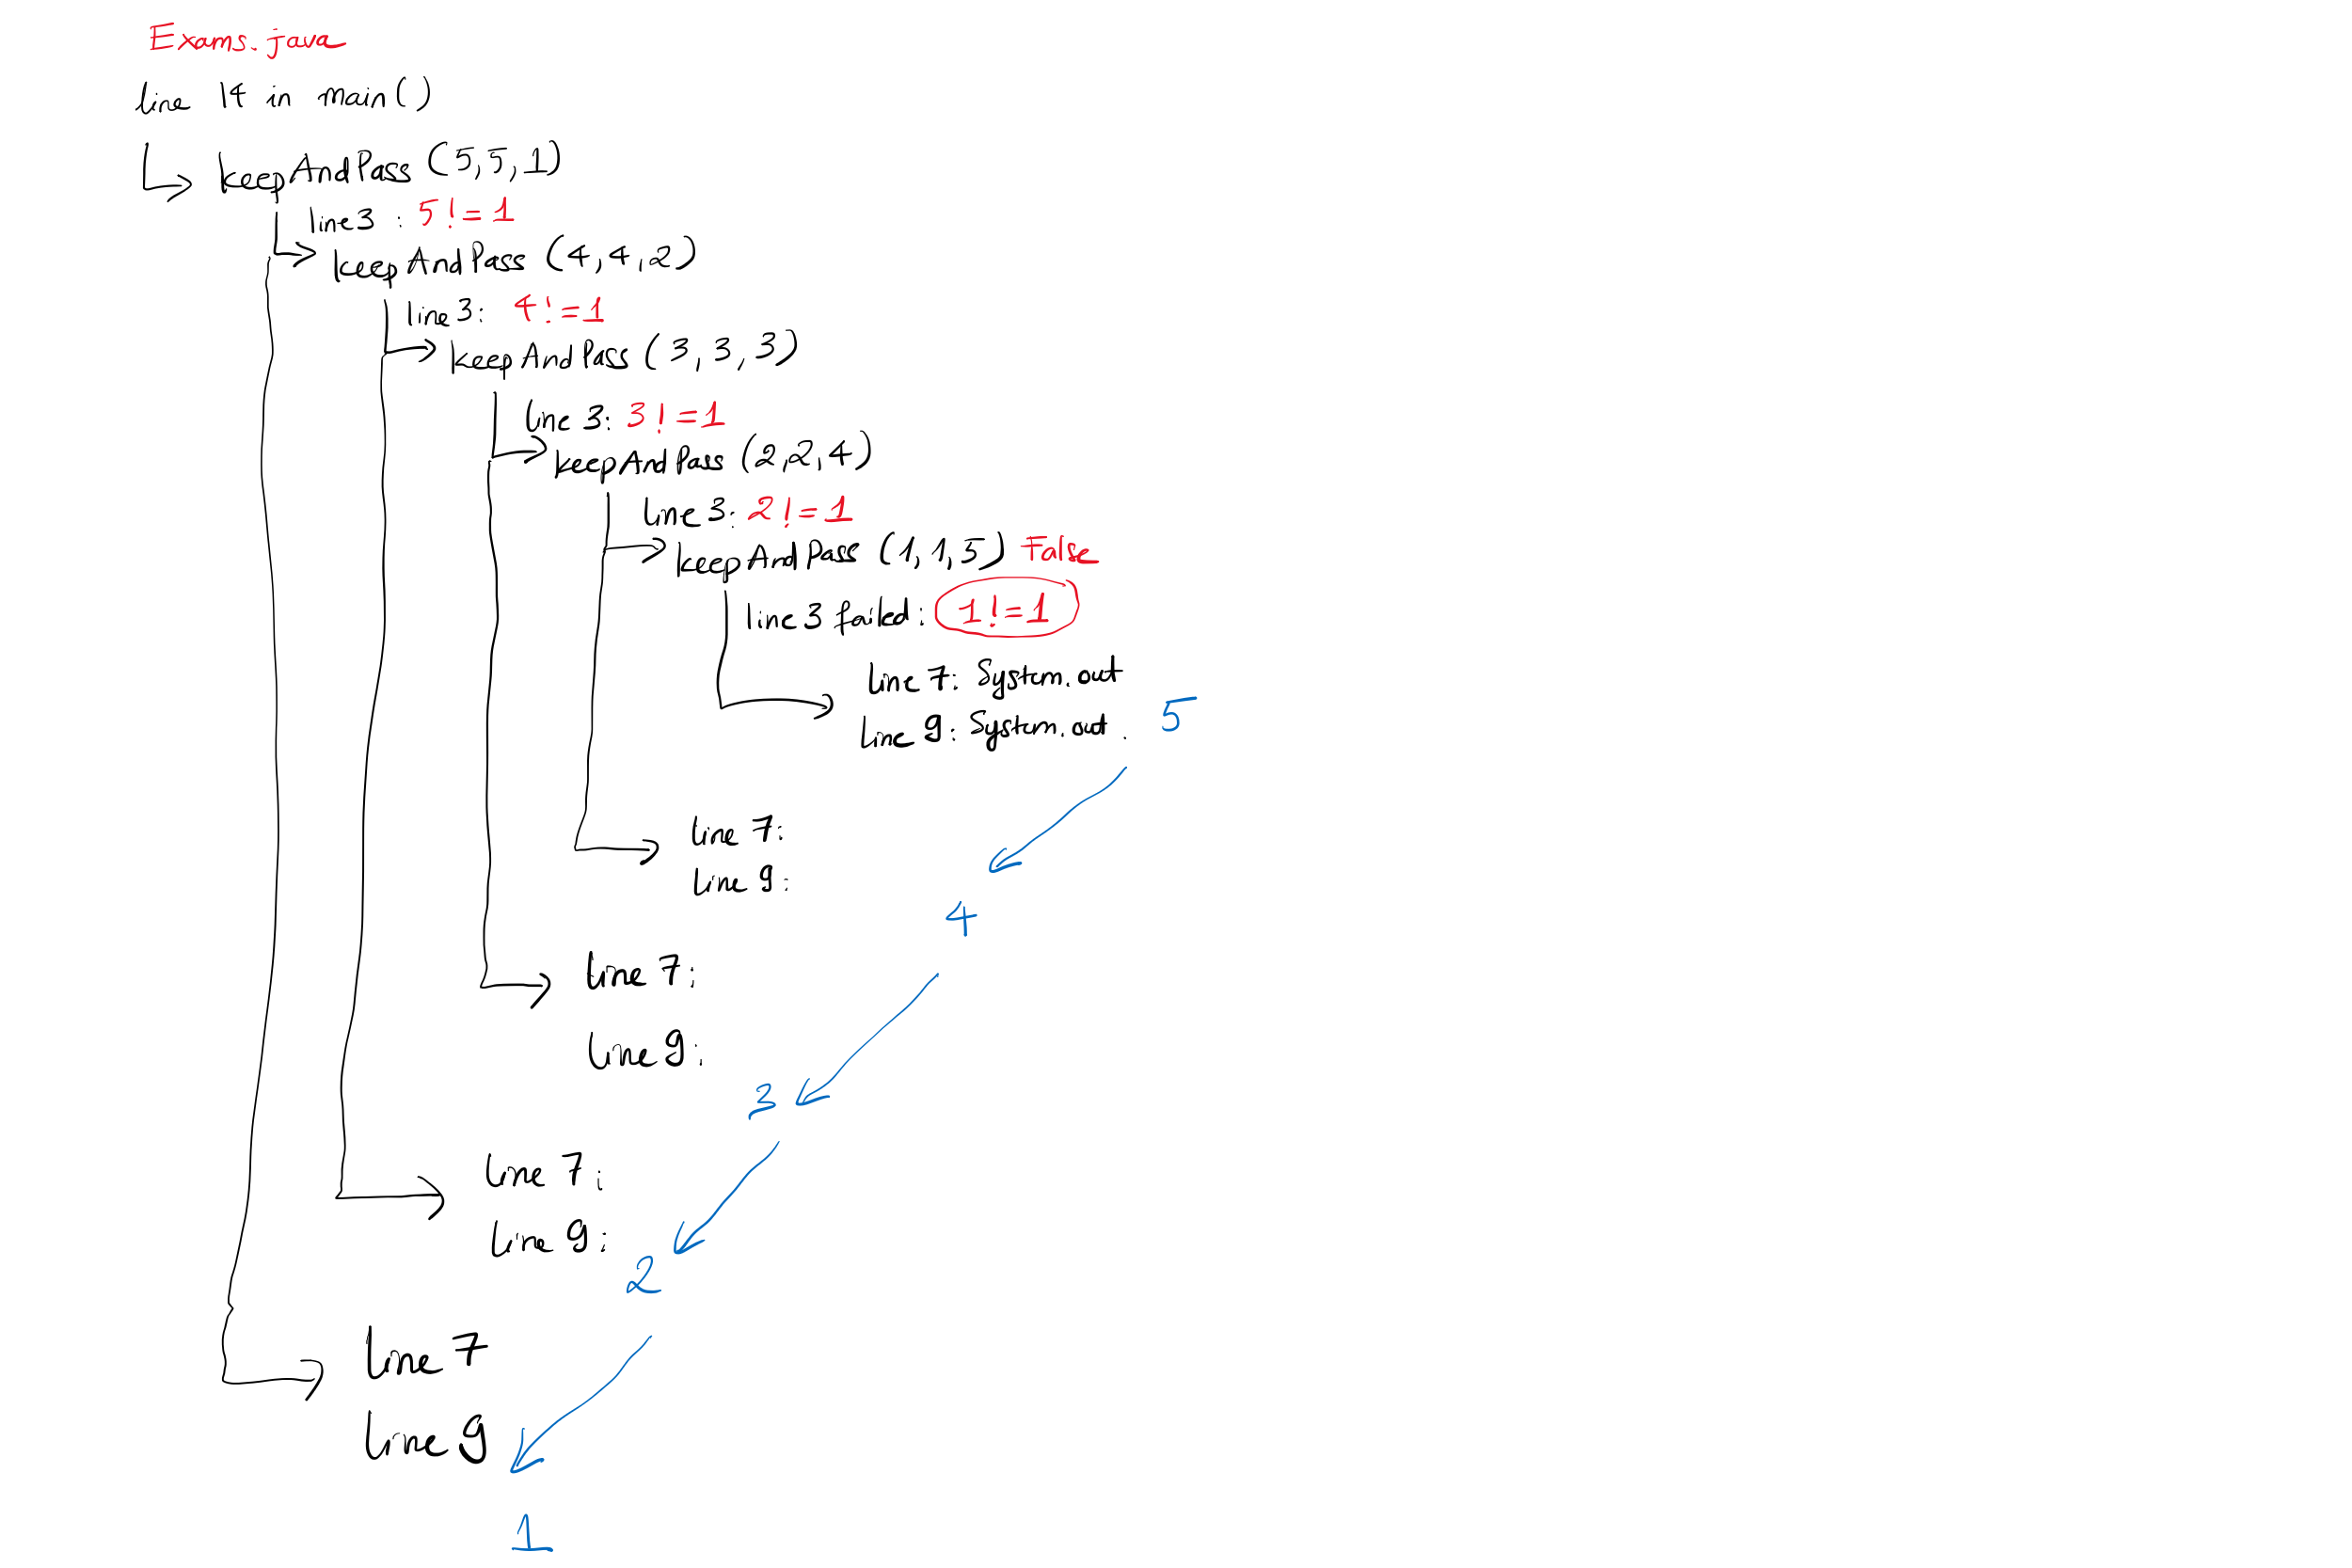 Exams.java
line 14 in main()
keepAndPass (5,5,1)
line 3 : 5 != 1
keepAndPass (4,4,2)
line 3: 4 != 1
keepAndPass (3,3,3)
line 3: 3 != 1
keepAndPass (2,2,4)
line 3: 2 != 1
keepAndPass (1,1,5) False
line 3 failed: 1 != 1
line 7: System.out
line 9: System.out.
5
line 7:
line 9:
4
line 7:
line 9:
3
line 7:
line 9:
2
line 7
line 9
1